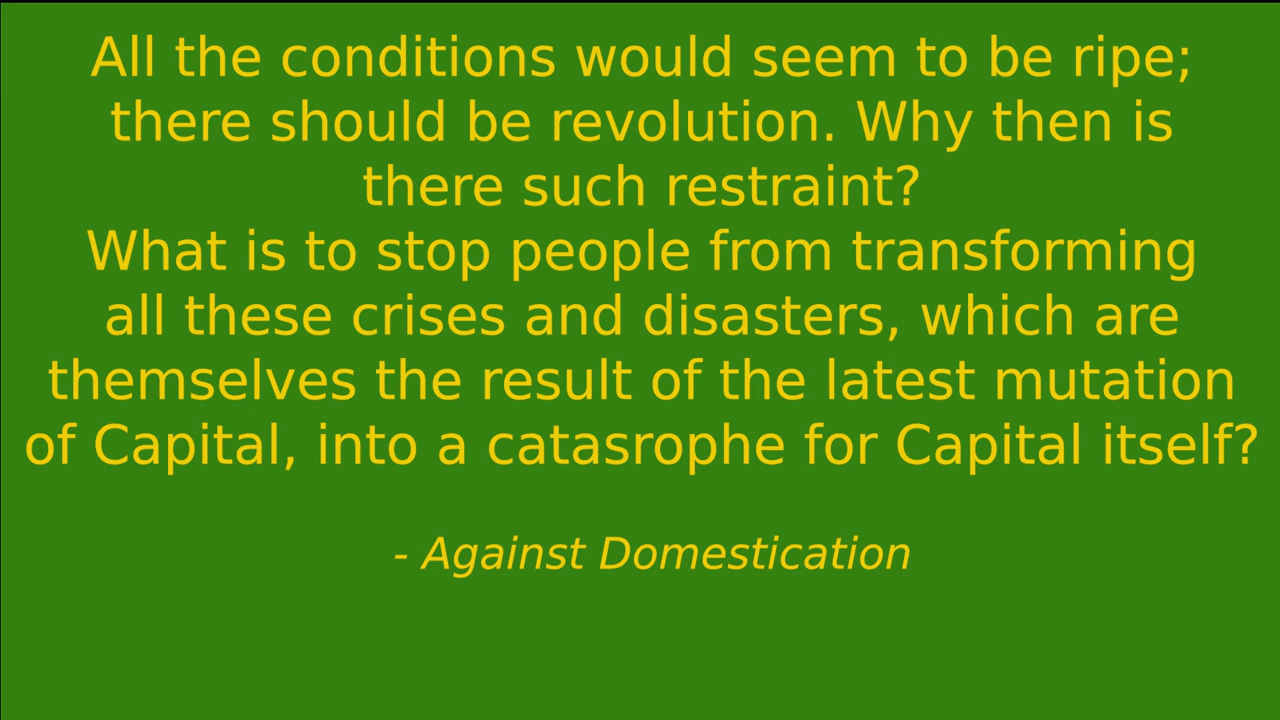 All the conditions would seem to be ripe;
there should be revolution. Why then is
there such restraint?
What is to stop people from transforming
all these crises and disasters, which are
themselves the result of the latest mutation
of Capital, into a catasrophe for Capital itself?
- Against Domestication